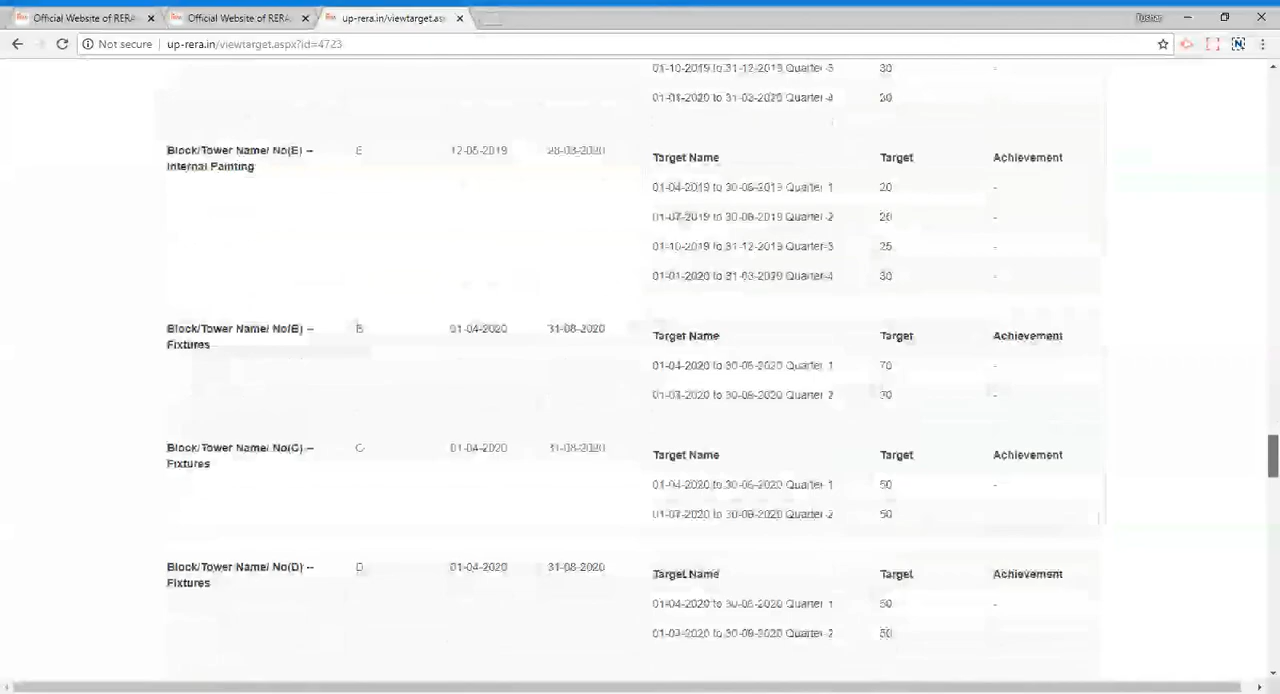 Official Website of RERA
Official Website of RERA
up-rera.in/viewtarget.as
Tushar
Not secure
up-rera.in/viewtarget.aspx?id=4723
01-10-2019 to 31-12-2019 Quarter-3 30 -
01-01-2020 to 31-03-2020 Quarter-4
Block/Tower Name/ No(E) --
Internal Painting
E 12-05-2019
Target Name Target Achievement
01-04-2019 to 30-06-2019 Quarter-1 20 -
01-07-2019 to 30-09-2019 Quarter-2 -
01-10-2019 to 31-12-2019 Quarter-3 25 -
01-01-2020 to 31-03-2020 Quarter-4 30 -
Block/Tower Name/ --
Fixtures
01-04-2020 31-08-2020
Target Name Target Achievement
01-04-2020 to 30-06-2020 Quarter-1 70 -
01-07-2020 to 30-09-2020 Quarter-2
Block/Tower Name/ No(C) --
Fixtures
C 01-04-2020 31-08-2020
Target Name Target Achievement
01-04-2020 to 30-06-2020 Quarter-1 50 -
01-07-2020 to 30-09-2020 Quarter-2 50
Block/Tower Name/ No(D) --
Fixtures
D 01-04-2020 31-08-2020
Target Name Target Achievement
01-04-2020 to 30-06-2020 Quarter-1 50 -
01-07-2020 to 30-09-2020 Quarter-2 50